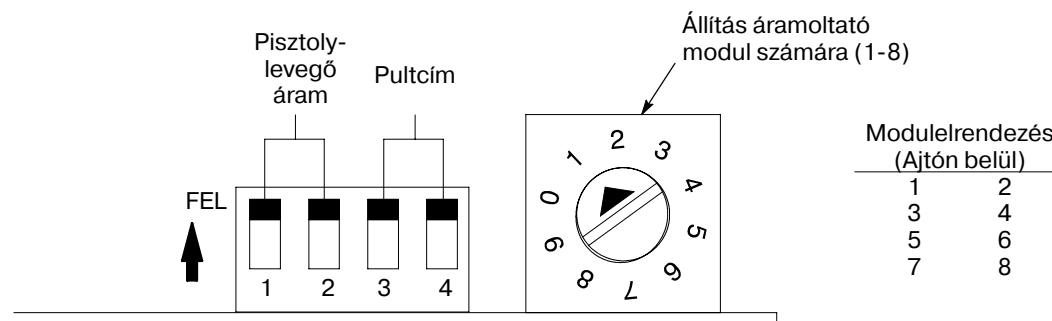 Pisztoly-
levegő
áram
Pultcím
FEL
1 2 3 4
Állítás áramoltató
modul számára (1-8)
0 1 2 3 4 5 6 7 8 9
Modulelrendezés
(Ajtón belül)
1 2
3 4
5 6
7 8